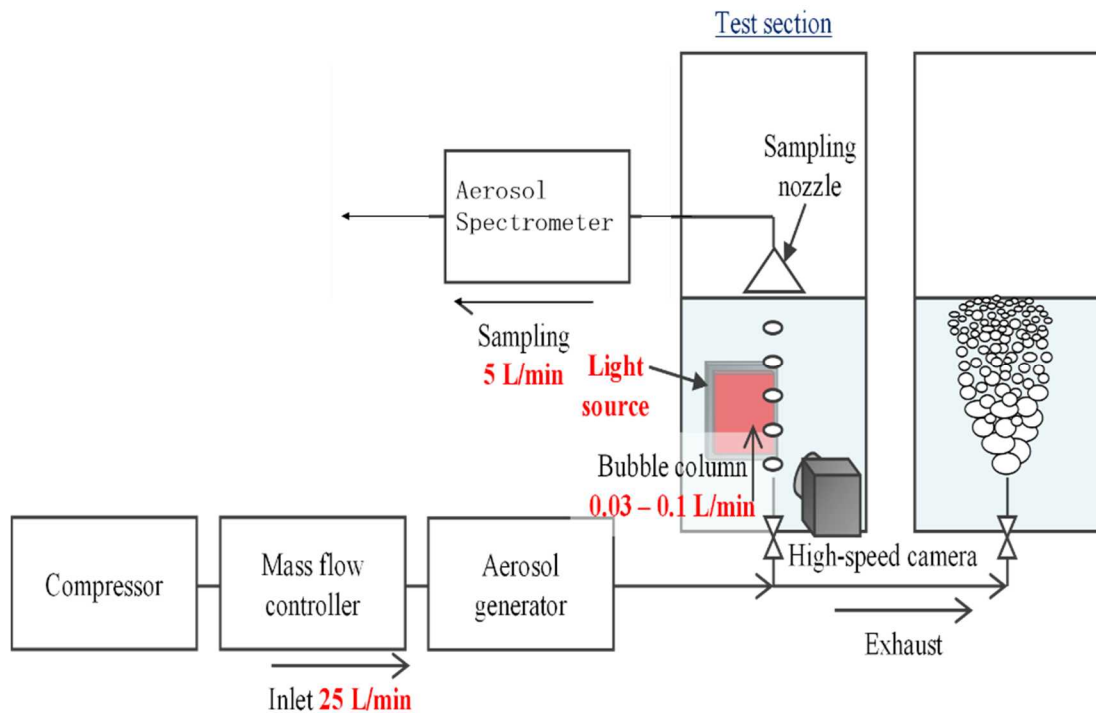 Test section
Sampling
nozzle
Aerosol
Spectrometer
Sampling
5 L/min
Light
source
Bubble column
0.03 – 0.1 L/min
High-speed camera
Compressor
Mass flow
controller
Aerosol
generator
Exhaust
Inlet 25 L/min